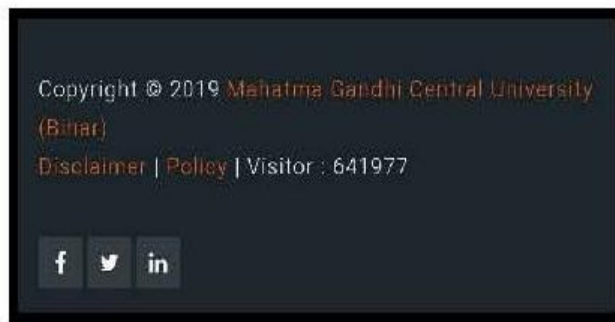 Copyright © 2019 Mahatma Gandhi Central University
(Bihar)
Disclaimer | Policy | Visitor : 641977
f in